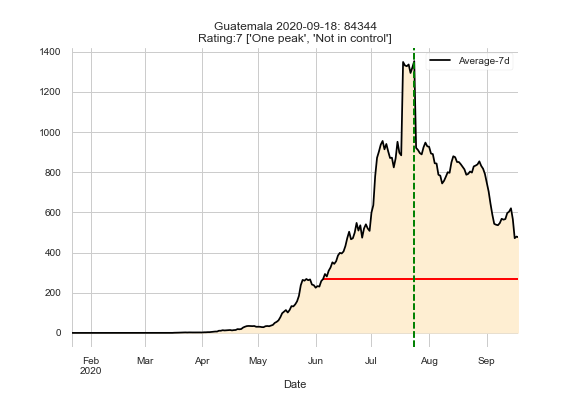 Guatemala 2020-09-18: 84344
Rating:7 ['One peak', 'Not in control']
Average-7d
1400
1200
1000
800
600
400
200
0
Feb Mar Apr May Jun Jul Aug Sep
2020
Date